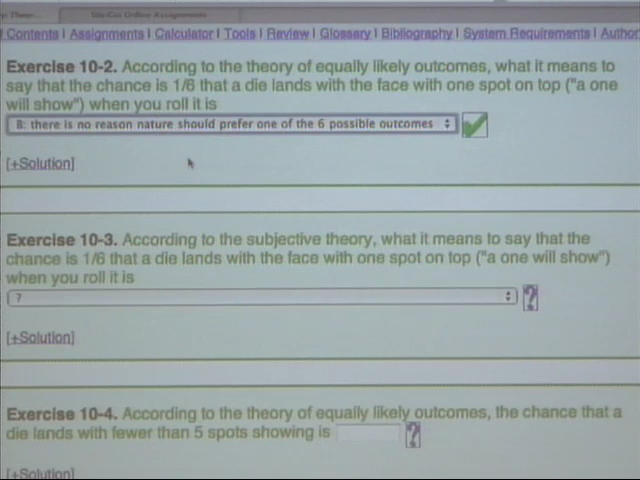 Contents | Assignments | Calculator | Tools | Review | Glossary | Bibliography | System Requirements | Author
Exercise 10-2. According to the theory of equally likely outcomes, what it means to
say that the chance is 1/6 that a die lands with the face with one spot on top ("a one
will show") when you roll it is
B: there is no reason nature should prefer one of the 6 possible outcomes
[+Solution]
Exercise 10-3. According to the subjective theory, what it means to say that the
chance is 1/6 that a die lands with the face with one spot on top ("a one will show")
when you roll it is
?
[+Solution]
Exercise 10-4. According to the theory of equally likely outcomes, the chance that a
die lands with fewer than 5 spots showing is
[+Solution]